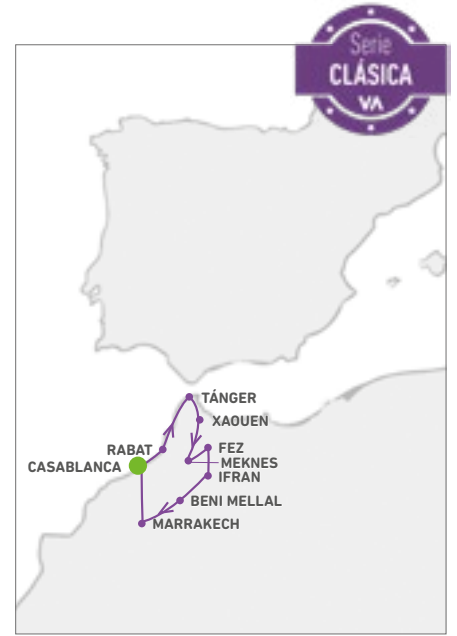 Serie
CLÁSICA
VA
TÁNGER
XAOUEN
RABAT
FEZ
CASABLANCA
MEKNES
IFRAN
BENI MELLAL
MARRAKECH